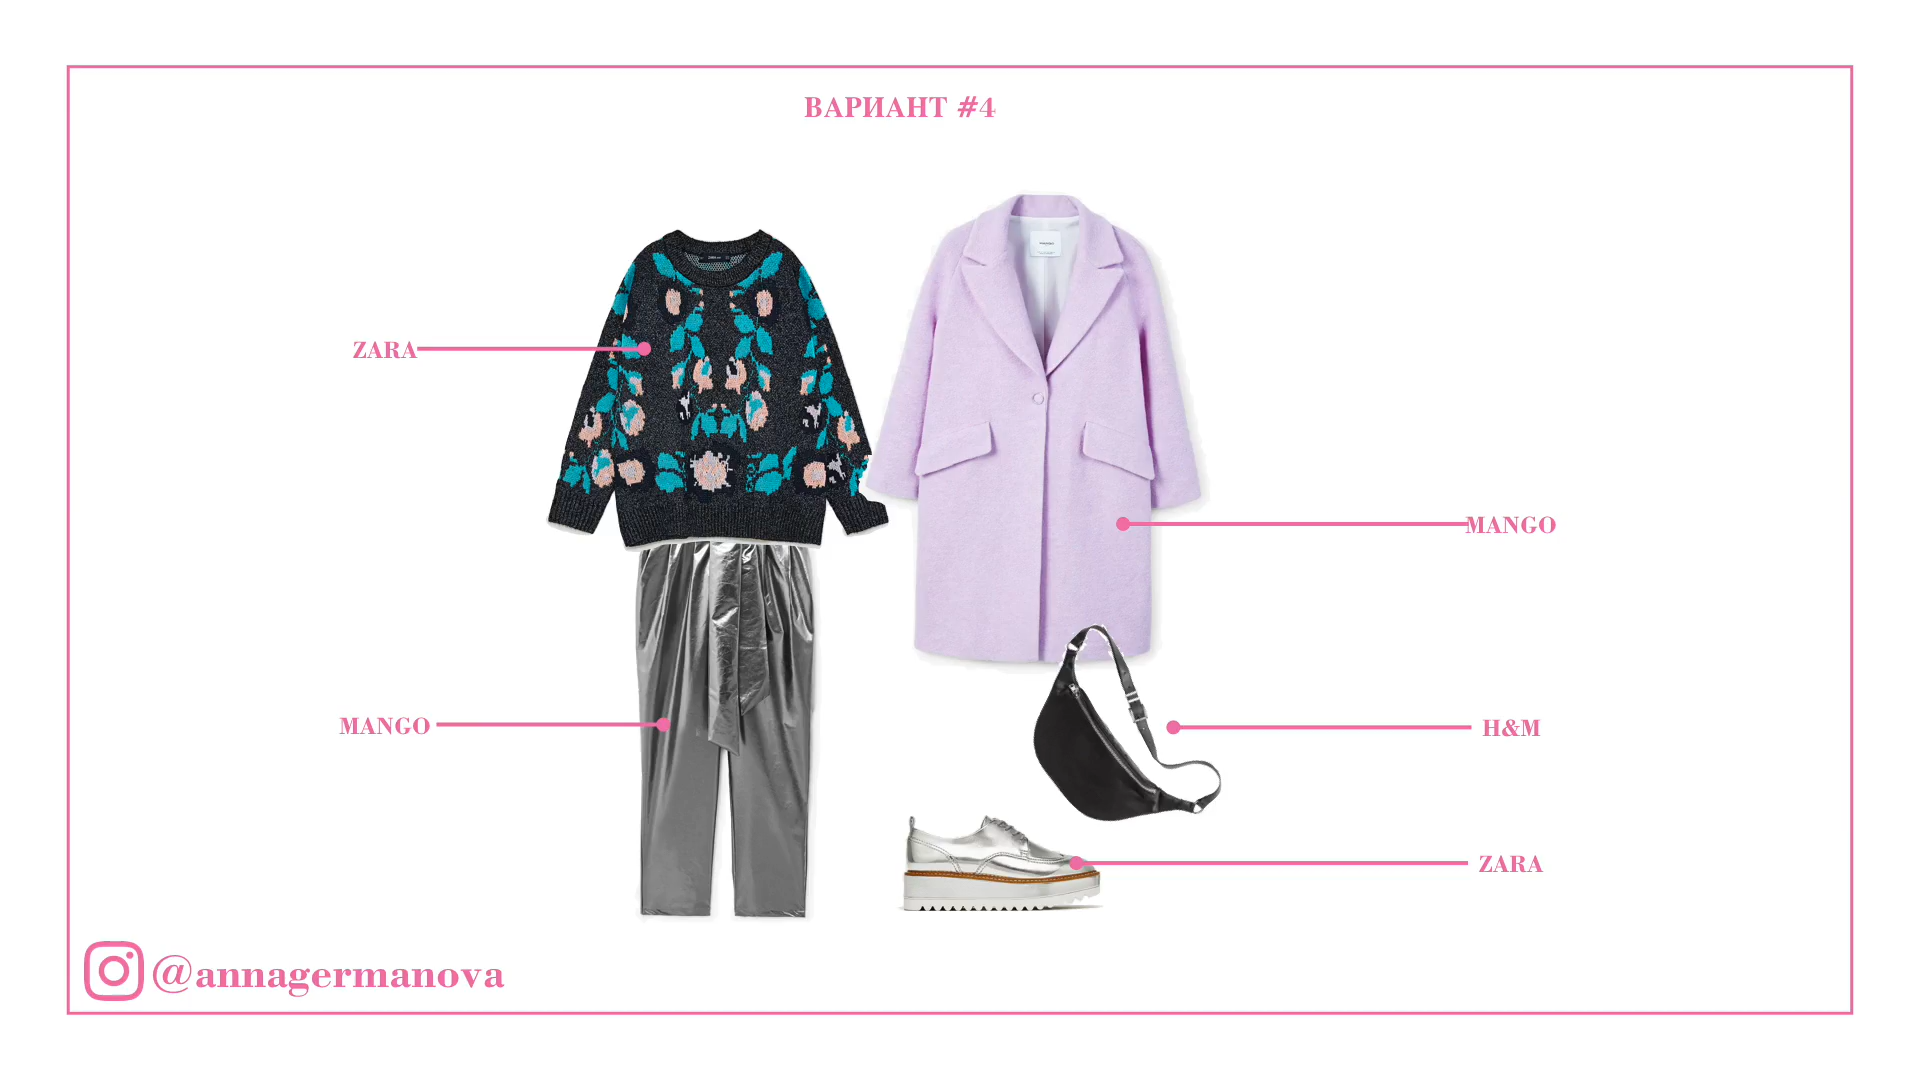 ВАРИАНТ #4
ZARA
MANGO
MANGO
H&M
ZARA
@annagermanova